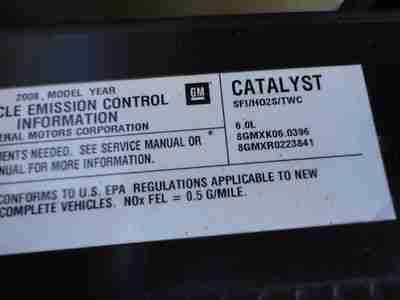 2008 MODEL YEAR
CLE EMISSION CONTROL
INFORMATION
ERAL MOTORS CORPORATION
GM
CATALYST
SFI/HO2S/TWC
6.0L
8GMXK06.0396
8GMXR0223841
MENTS NEEDED. SEE SERVICE MANUAL OR
NUAL FOR MORE INFORMATION.
*
CONFORMS TO U.S. EPA REGULATIONS APPLICABLE TO NEW
COMPLETE VEHICLES. NOx FEL = 0.5 G/MILE.